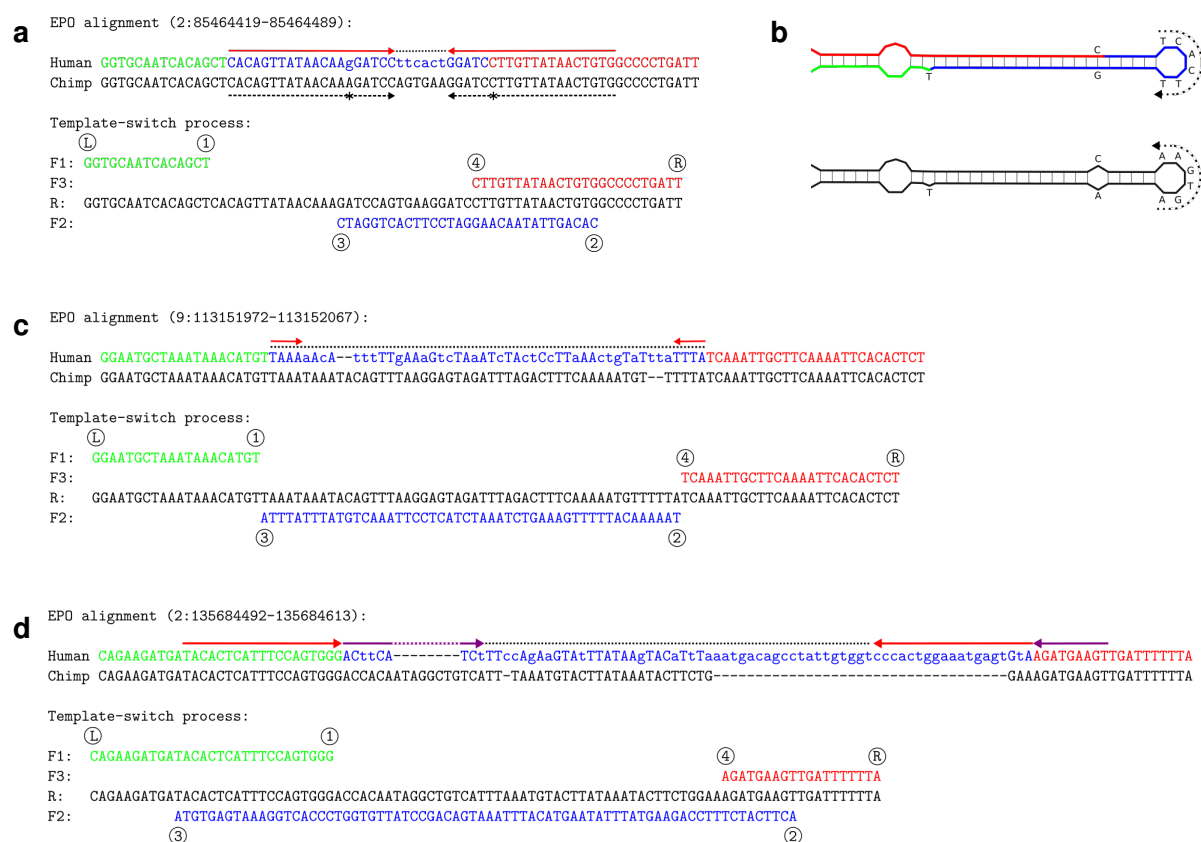 a
EPO alignment (2:85464419-85464489):
Human GGTGCAATCACAGCTCACAGTTATAACAAgGATCCttcactGGATCCTTGTTATAACTGTGGCCCCTGATT
Chimp GGTGCAATCACAGCTCACAGTTATAACAAAGATCCAGTGAAGGATCCTTGTTATAACTGTGGCCCCTGATT
* *
Template-switch process:
L 1
F1: GGTGCAATCACAGCT
4 R
F3: CTTGTTATAACTGTGGCCCCTGATT
R: GGTGCAATCACAGCTCACAGTTATAACAAAGATCCAGTGAAGGATCCTTGTTATAACTGTGGCCCCTGATT
F2: CTAGGTCACTTCCTAGGAACAATATTGACAC
3 2
b
T C A C T T
C
T G
C A A G T A G
T A
c
EPO alignment (9:113151972-113152067):
Human GGAATGCTAAATAAACATGTTAAAaAcA--tttTTgAAaGtcTAaAtcTActCcTTaAActgTaTttaTTTATCAAATTGCTTCAAAATTCACACTCT
Chimp GGAATGCTAAATAAACATGTTAAATAAATACAGTTTAAGGAGTAGATTTAGACTTTCAAAAATGT--TTTTATCAAATTGCTTCAAAATTCACACTCT
Template-switch process:
L 1
F1: GGAATGCTAAATAAACATGT
4 R
F3: TCAAATTGCTTCAAAATTCACACTCT
R: GGAATGCTAAATAAACATGTTAAATAAATACAGTTTAAGGAGTAGATTTAGACTTTCAAAAATGTTTTTATCAAATTGCTTCAAAATTCACACTCT
F2: ATTTATTTATGTCAAATTCCTCATCTAAATCTGAAAGTTTTTACAAAAAT
3 2
d
EPO alignment (2:135684492-135684613):
Human CAGAAGATGATACACTCATTTCCAGTGGGACttCA--------TCtTTccAgAaGTAtTTATAAgTACaTtTaaatgacagcctattgtggtcccactggaaatgagtGtAAGATGAAGTTGATTTTTTA
Chimp CAGAAGATGATACACTCATTTCCAGTGGGACCACAATAGGCTGTCATT-TAAATGTACTTATAAATACTTCTG------------------------------------GAAAGATGAAGTTGATTTTTTA
Template-switch process:
L 1
F1: CAGAAGATGATACACTCATTTCCAGTGGG
4 R
F3: AGATGAAGTTGATTTTTTA
R: CAGAAGATGATACACTCATTTCCAGTGGGACCACAATAGGCTGTCATTTAAATGTACTTATAAATACTTCTGGAAAGATGAAGTTGATTTTTTA
F2: ATGTGAGTAAAGGTCACCCTGGTGTTATCCGACAGTAAATTTACATGAATATTTATGAAGACCTTTCTACTTCA
3 2